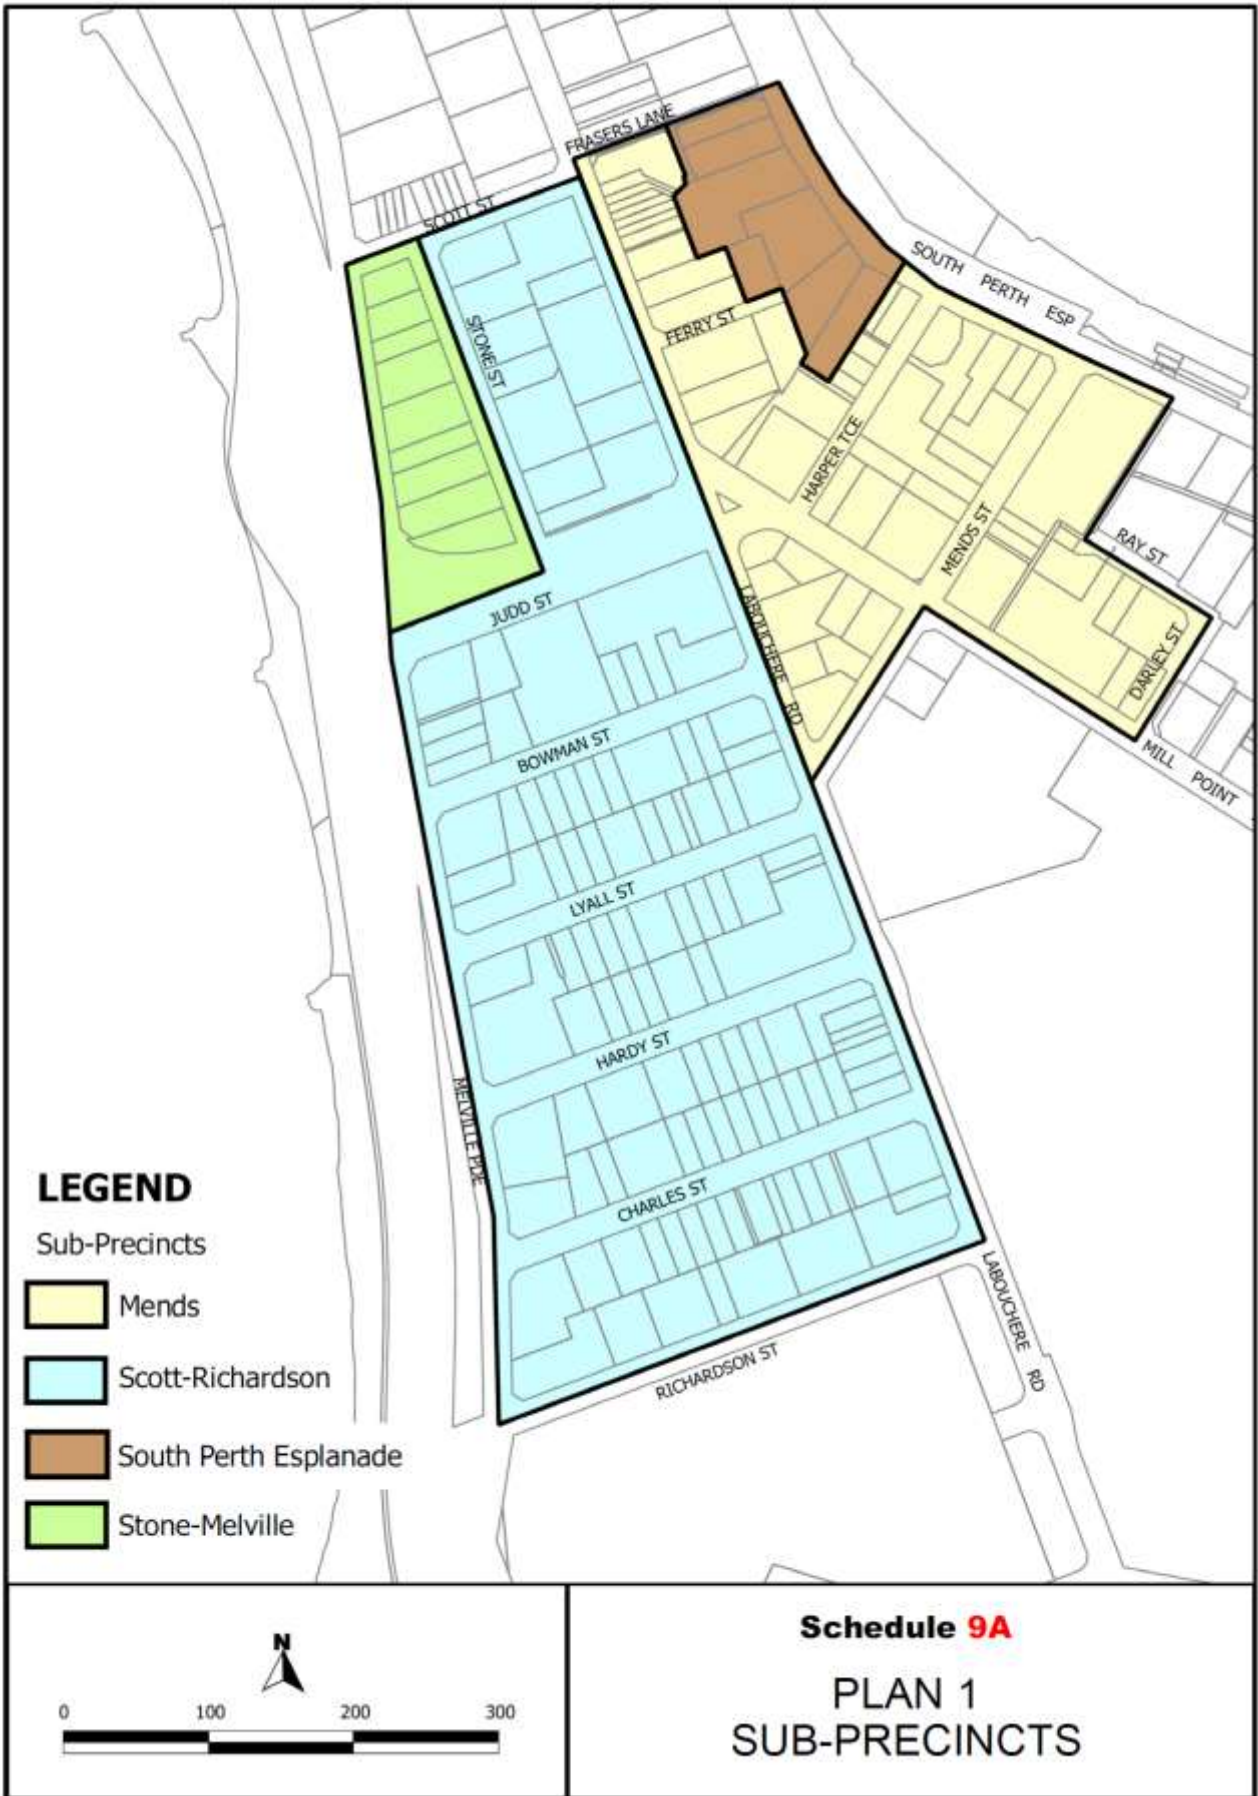 FRASERS LANE
SCOTT ST
SOUTH PERTH ESP
STONE ST
FERRY ST
HARPER TCE
MENDS ST
RAY ST
JUDD ST
LABOUCHERE RD
DARLEY ST
BOWMAN ST
MILL POINT
LYALL ST
HARDY ST
MELVILLE PDE
CHARLES ST
LABOUCHERE RD
RICHARDSON ST
LEGEND
Sub-Precincts
Mends
Scott-Richardson
South Perth Esplanade
Stone-Melville
N
0 100 200 300
Schedule 9A
PLAN 1
SUB-PRECINCTS